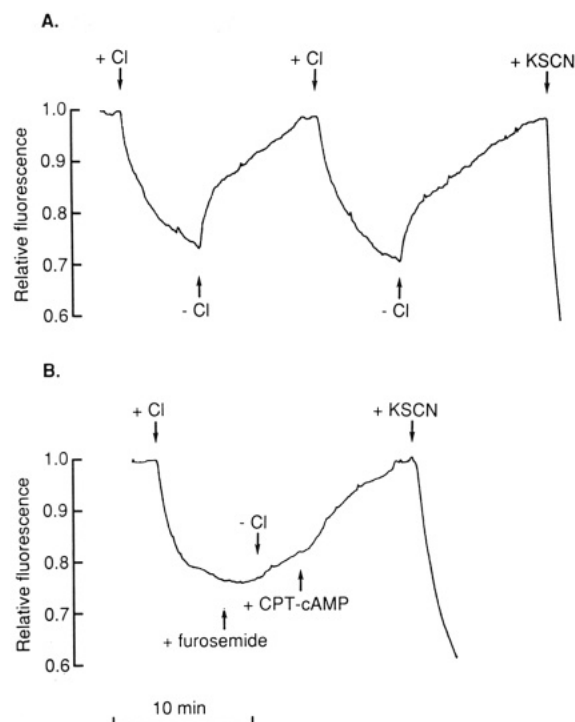 A.
+ Cl + Cl + KSCN
1.0
0.9
0.8
0.7
0.6
Relative fluorescence
- Cl - Cl
B.
+ Cl + KSCN
1.0
0.9
0.8
0.7
0.6
Relative fluorescence
- Cl
+ CPT-cAMP
+ furosemide
10 min